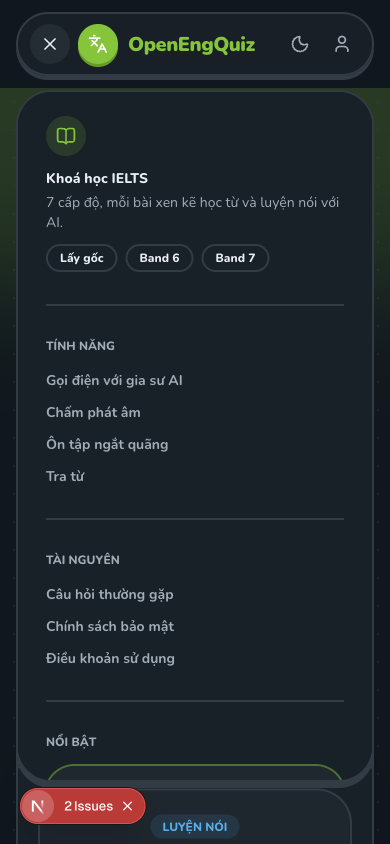 OpenEngQuiz
Khoá học IELTS
7 cấp độ, mỗi bài xen kẽ học từ và luyện nói với
AI.
Lấy gốc Band 6 Band 7
TÍNH NĂNG
Gọi điện với gia sư AI
Chấm phát âm
Ôn tập ngắt quãng
Tra từ
TÀI NGUYÊN
Câu hỏi thường gặp
Chính sách bảo mật
Điều khoản sử dụng
NỔI BẬT
N 2 Issues
LUYỆN NÓI